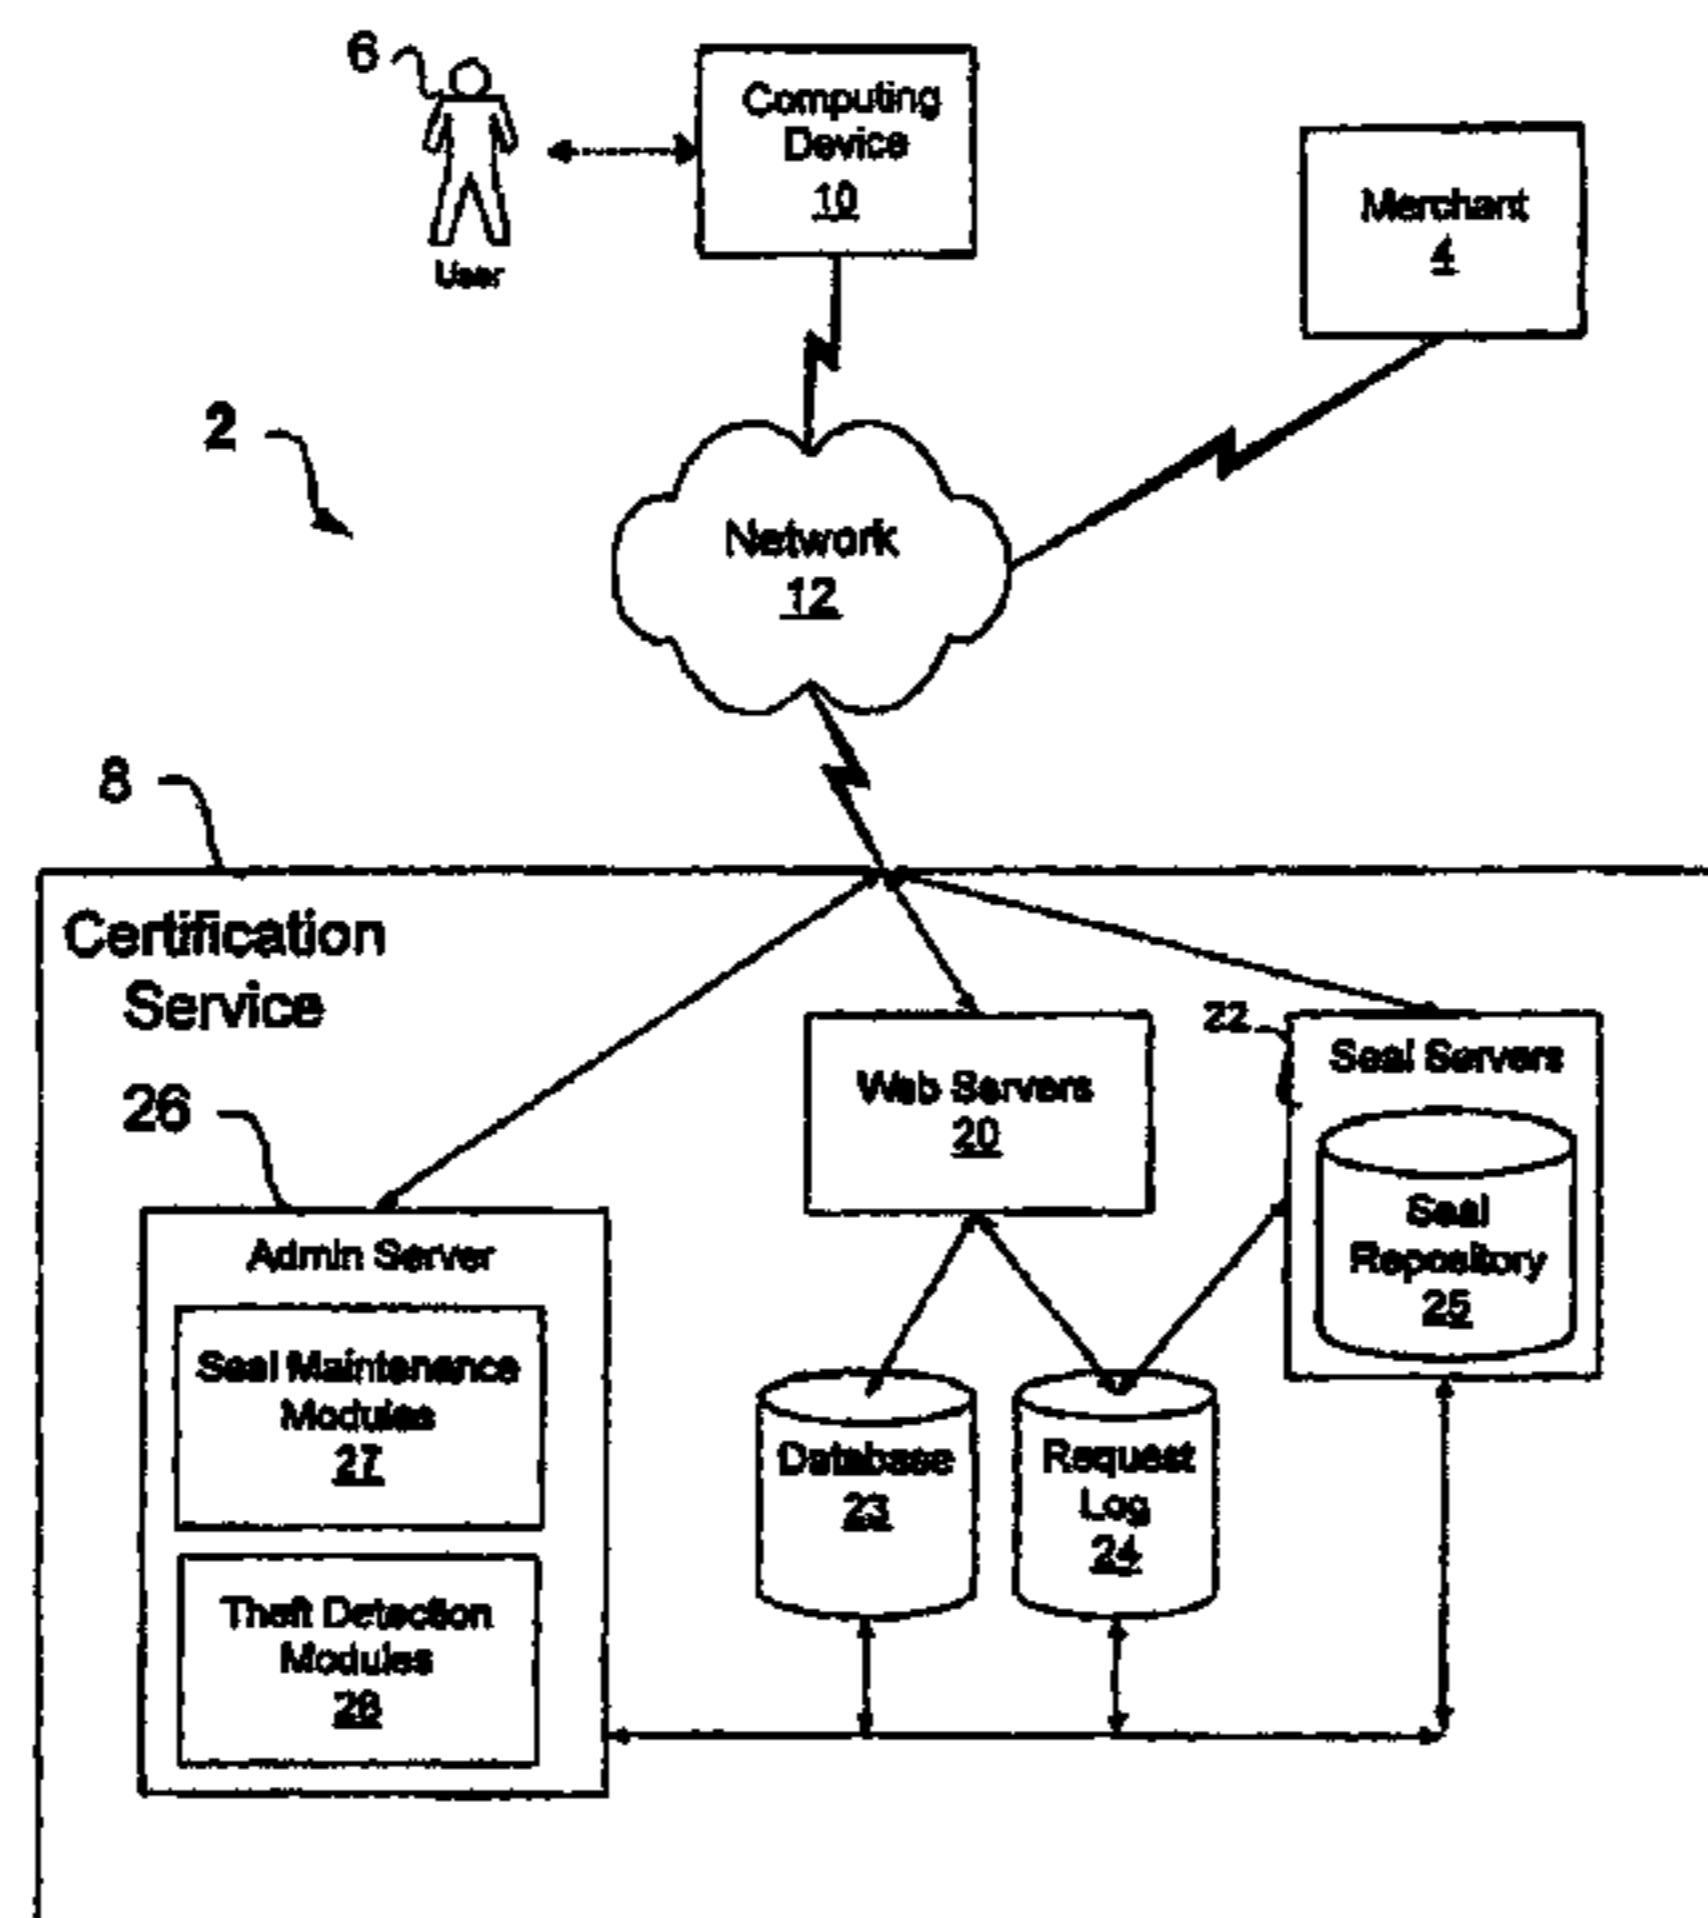 6
Computing
Device
10
User
Merchant
4
2
Network
12
8
Certification
Service
22
Seal Servers
Web Servers
20
26
Seal
Repository
25
Admin Server
Seal Maintenance
Modules
27
Database
23
Request
Log
24
Theft Detection
Modules
28